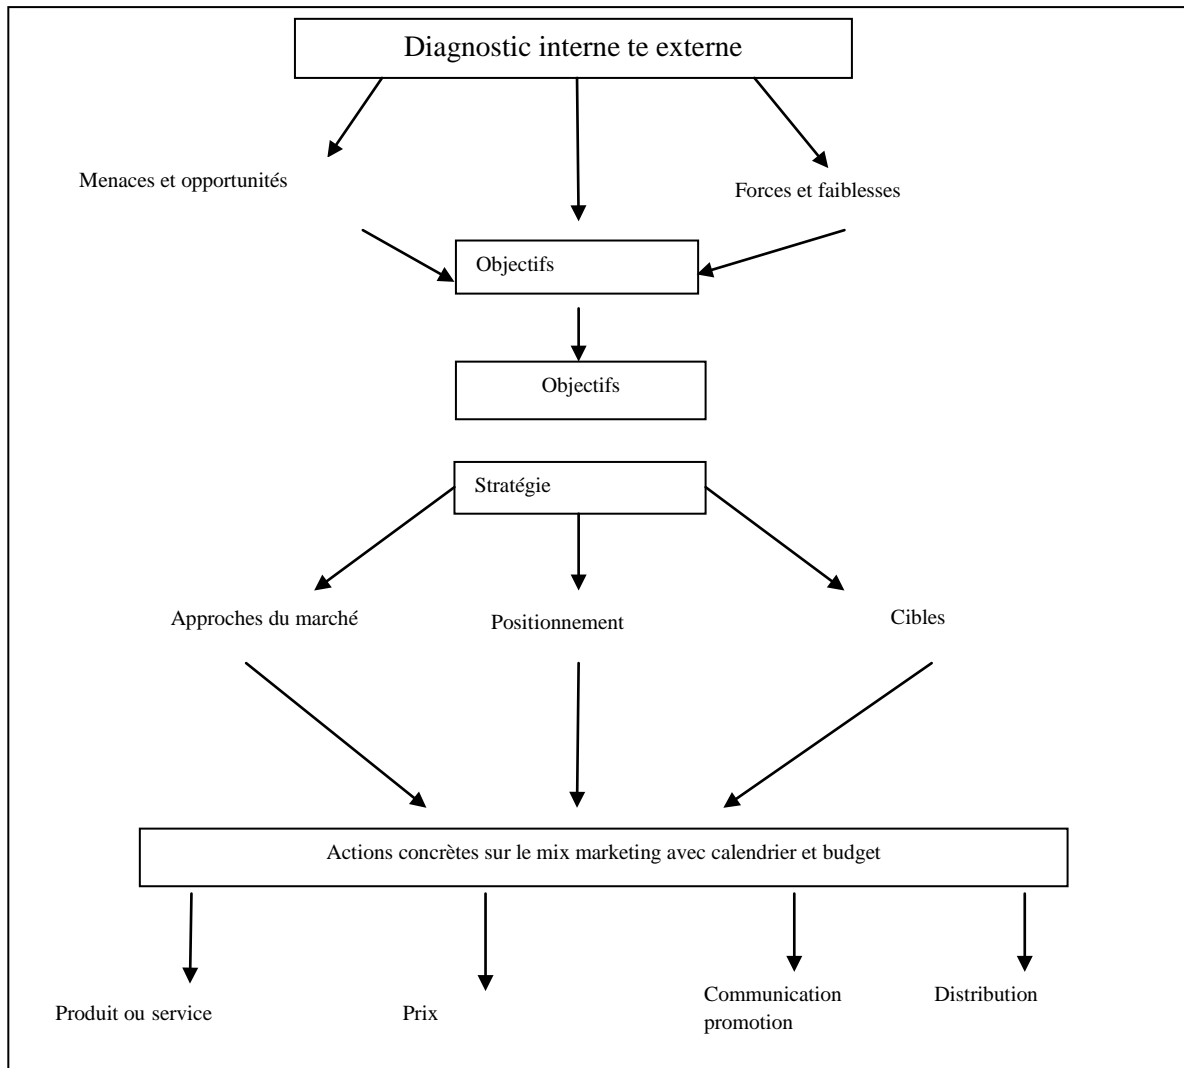 Diagnostic interne te externe
Menaces et opportunités
Forces et faiblesses
Objectifs
Objectifs
Stratégie
Approches du marché
Positionnement
Cibles
Actions concrètes sur le mix marketing avec calendrier et budget
Produit ou service
Prix
Communication
promotion
Distribution